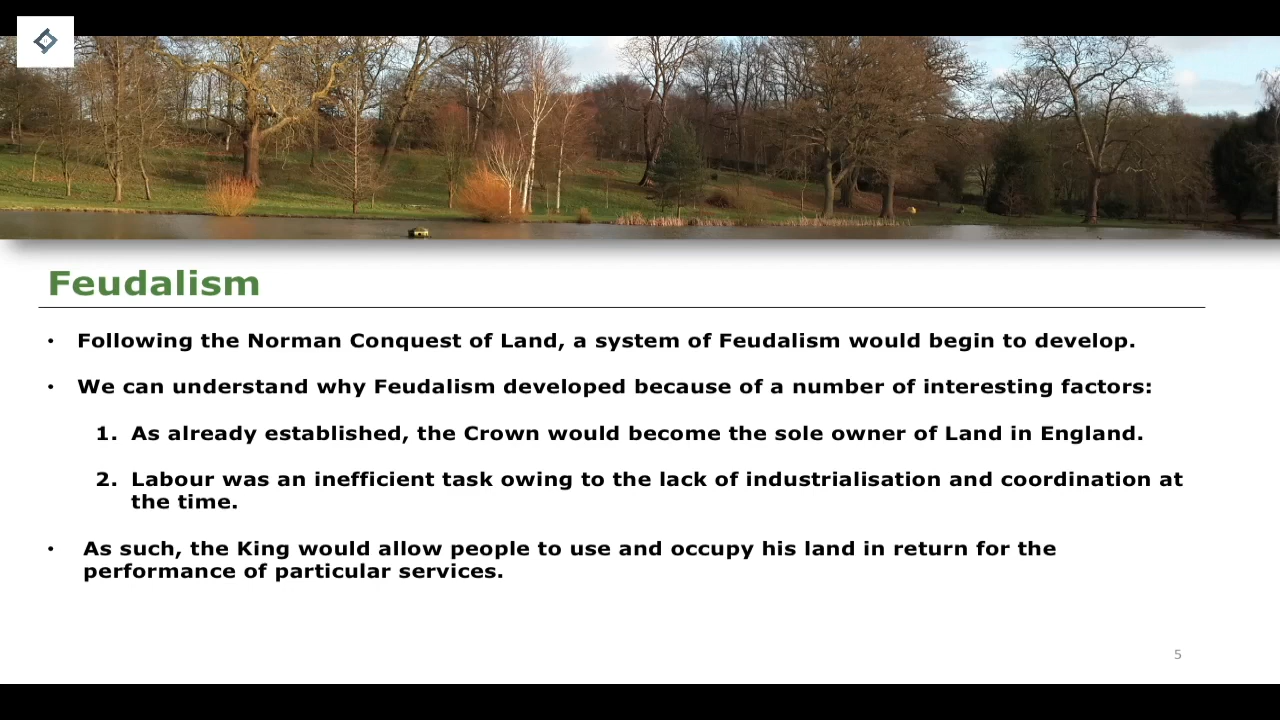 Feudalism
• Following the Norman Conquest of Land, a system of Feudalism would begin to develop.
• We can understand why Feudalism developed because of a number of interesting factors:
1. As already established, the Crown would become the sole owner of Land in England.
2. Labour was an inefficient task owing to the lack of industrialisation and coordination at
the time.
• As such, the King would allow people to use and occupy his land in return for the
performance of particular services.
5